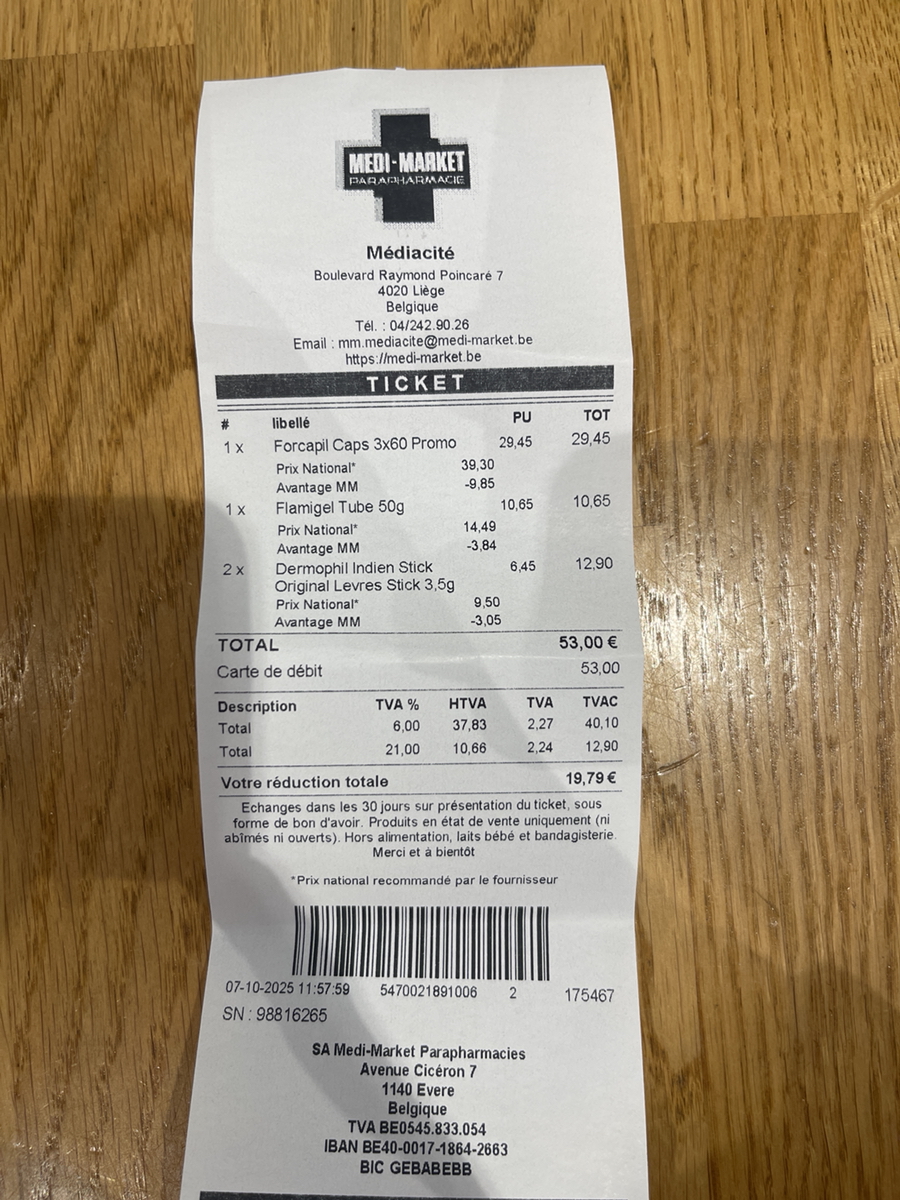 MEDI-MARKET
PARAPHARMACIE
Médiacité
Boulevard Raymond Poincaré 7
4020 Liège
Belgique
Tél. : 04/242.90.26
Email : mm.mediacite@medi-market.be
https://medi-market.be
TICKET
# libellé PU TOT
1 x Forcapil Caps 3x60 Promo 29,45 29,45
Prix National* 39,30
Avantage MM -9,85
1 x Flamigel Tube 50g 10,65 10,65
Prix National* 14,49
Avantage MM -3,84
2 x Dermophil Indien Stick 6,45 12,90
Original Levres Stick 3,5g
Prix National* 9,50
Avantage MM -3,05
TOTAL 53,00 €
Carte de débit 53,00
Description TVA % HTVA TVA TVAC
Total 6,00 37,83 2,27 40,10
Total 21,00 10,66 2,24 12,90
Votre réduction totale 19,79 €
Echanges dans les 30 jours sur présentation du ticket, sous
forme de bon d'avoir. Produits en état de vente uniquement (ni
abîmés ni ouverts). Hors alimentation, laits bébé et bandagisterie.
Merci et à bientôt
*Prix national recommandé par le fournisseur
07-10-2025 11:57:59 5470021891006 2 175467
SN : 98816265
SA Medi-Market Parapharmacies
Avenue Cicéron 7
1140 Evere
Belgique
TVA BE0545.833.054
IBAN BE40-0017-1864-2663
BIC GEBABEBB